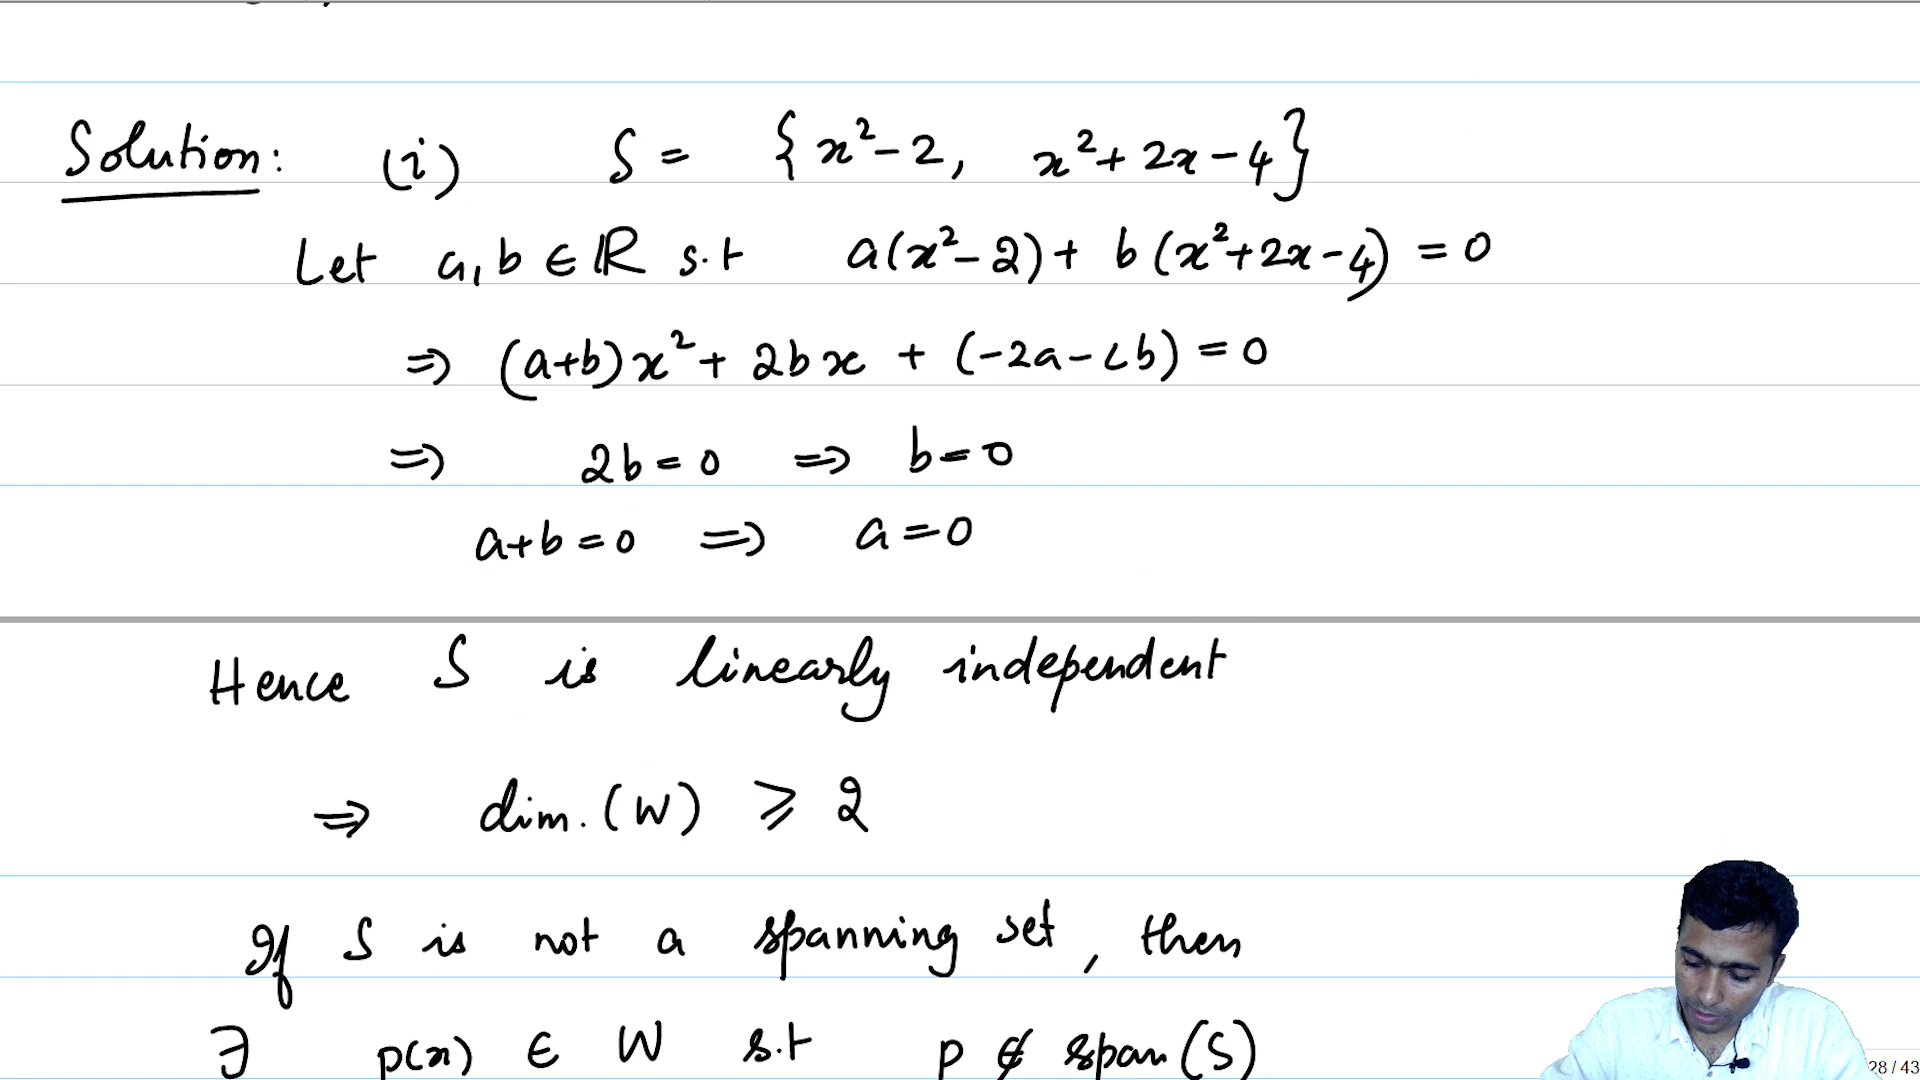 Solution: (i) S = {x²-2, x²+2x-4}
Let a,b ∈ ℝ s.t a(x²-2)+ b(x²+2x-4) = 0
⇒ (a+b)x²+ 2bx + (-2a-4b) = 0
⇒ 2b=0 ⇒ b=0
a+b=0 ⇒ a=0
Hence S is linearly independent
⇒ dim.(W) ⩾ 2
If S is not a spanning set, then
∃ p(x) ∈ W s.t p ∉ span(S)
28 / 43